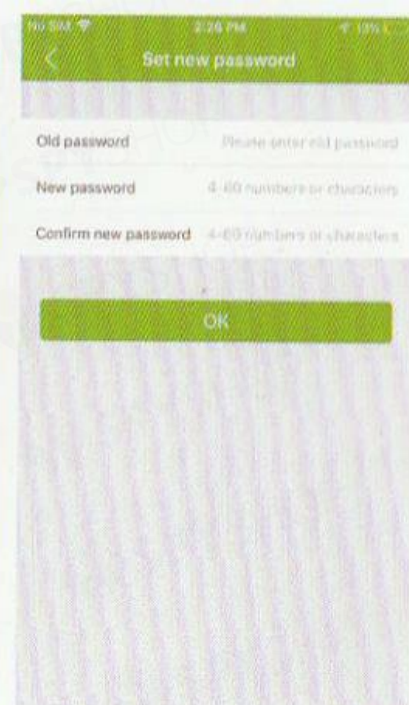 No SIM 2:26 PM 19%
Set new password
Old password Please enter old password
New password 4-60 numbers or characters
Confirm new password 4-60 numbers or characters
OK